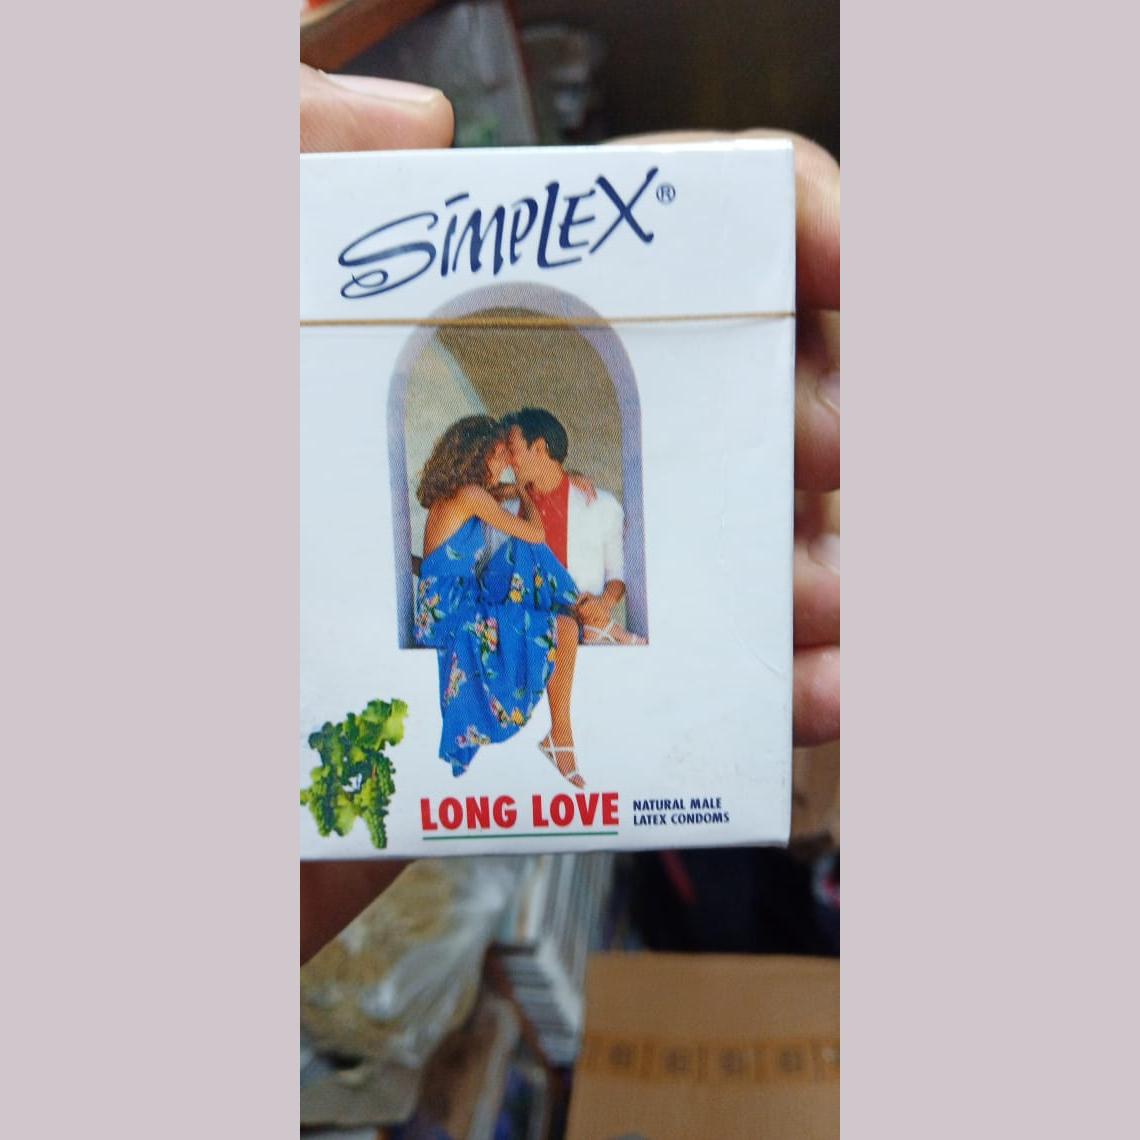 SIMPLEX®
LONG LOVE
NATURAL MALE
LATEX CONDOMS